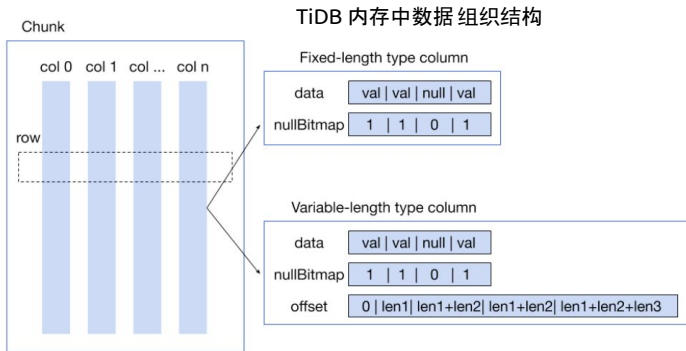 TiDB 内存中数据组织结构
Chunk
col 0 col 1 col ... col n
row
Fixed-length type column
data val | val | null | val
nullBitmap 1 | 1 | 0 | 1
Variable-length type column
data val | val | null | val
nullBitmap 1 | 1 | 0 | 1
offset 0 | len1| len1+len2| len1+len2| len1+len2+len3